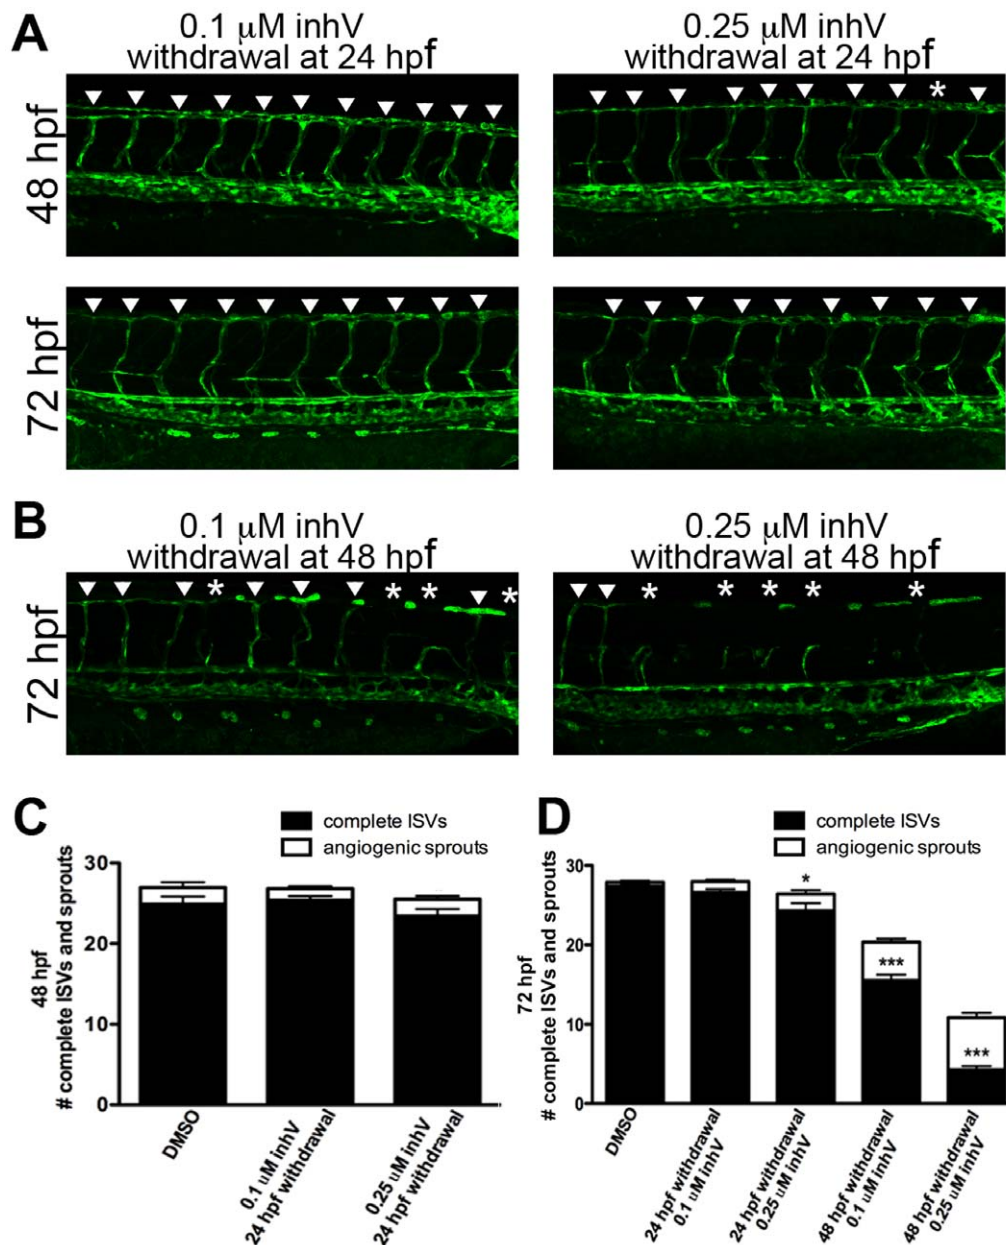 A
0.1 μM inhV
withdrawal at 24 hpf
0.25 μM inhV
withdrawal at 24 hpf
48 hpf
*
72 hpf
B
0.1 μM inhV
withdrawal at 48 hpf
0.25 μM inhV
withdrawal at 48 hpf
72 hpf
* * * *
* * * * *
C
complete ISVs
angiogenic sprouts
48 hpf
# complete ISVs and sprouts
30
20
10
0
DMSO
0.1 uM inhV
24 hpf withdrawal
0.25 uM inhV
24 hpf withdrawal
D
complete ISVs
angiogenic sprouts
72 hpf
# complete ISVs and sprouts
30
20
10
0
*
***
***
DMSO
24 hpf withdrawal
0.1 uM inhV
24 hpf withdrawal
0.25 uM inhV
48 hpf withdrawal
0.1 uM inhV
48 hpf withdrawal
0.25 uM inhV